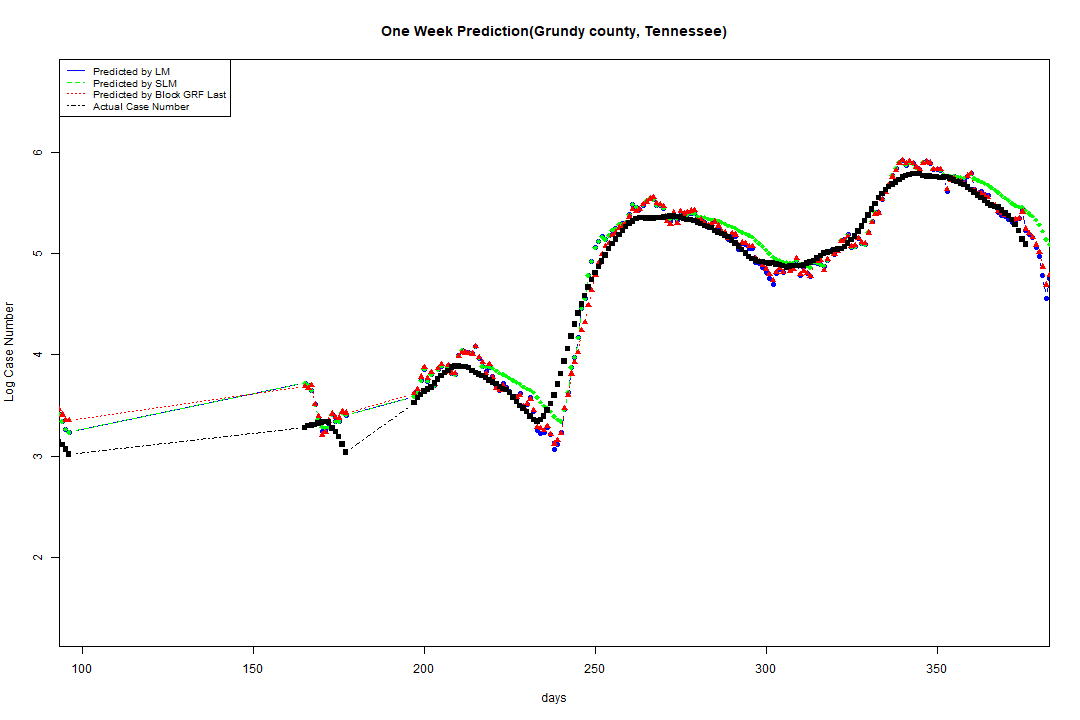 One Week Prediction(Grundy county, Tennessee)
Predicted by LM
Predicted by SLM
Predicted by Block GRF Last
Actual Case Number
6
5
4
3
2
Log Case Number
100 150 200 250 300 350
days